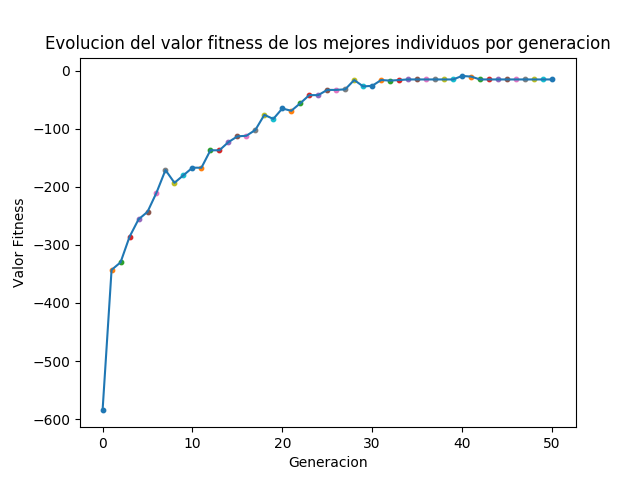 Evolucion del valor fitness de los mejores individuos por generacion
0
−100
−200
−300
−400
−500
−600
Valor Fitness
0 10 20 30 40 50
Generacion